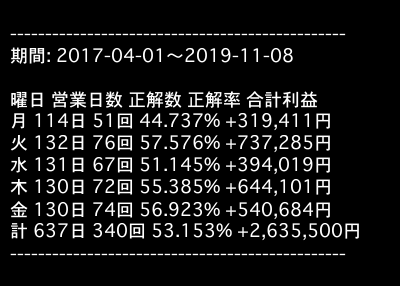 ------------------------------------------------
期間: 2017-04-01〜2019-11-08
曜日 営業日数 正解数 正解率 合計利益
月 114日 51回 44.737% +319,411円
火 132日 76回 57.576% +737,285円
水 131日 67回 51.145% +394,019円
木 130日 72回 55.385% +644,101円
金 130日 74回 56.923% +540,684円
計 637日 340回 53.153% +2,635,500円
------------------------------------------------